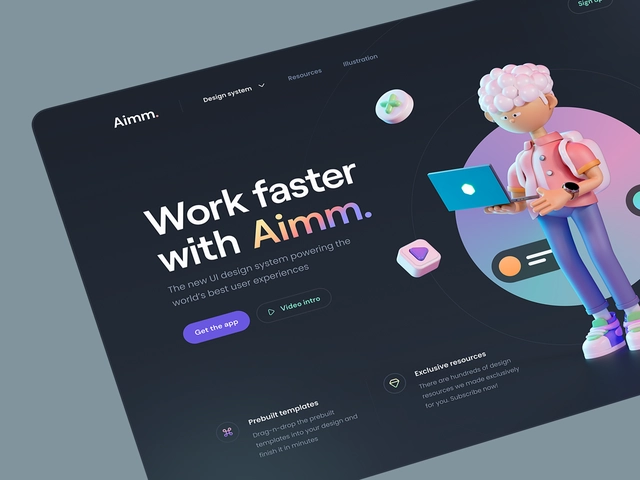 Sign up
Aimm.
Design system
Resources
Illustration
Work faster
with Aimm.
The new UI design system powering the
world's best user experiences
Get the app
Video intro
Exclusive resources
There are hundreds of design
resources we made exclusively
for you. Subscribe now!
Prebuilt templates
Drag-n-drop the prebuilt
templates into your design and
finish it in minutes